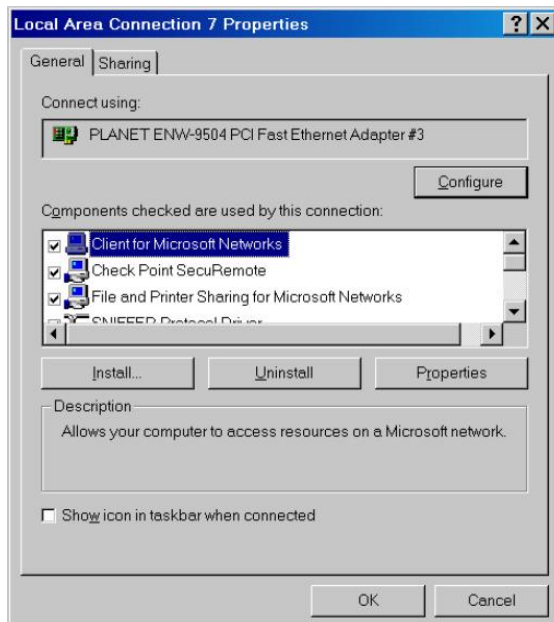 Local Area Connection 7 Properties
General Sharing
Connect using:
PLANET ENW-9504 PCI Fast Ethernet Adapter #3
Configure
Components checked are used by this connection:
Client for Microsoft Networks
Check Point SecuRemote
File and Printer Sharing for Microsoft Networks
SNIFFER Protocol Driver
Install... Uninstall Properties
Description
Allows your computer to access resources on a Microsoft network.
Show icon in taskbar when connected
OK Cancel